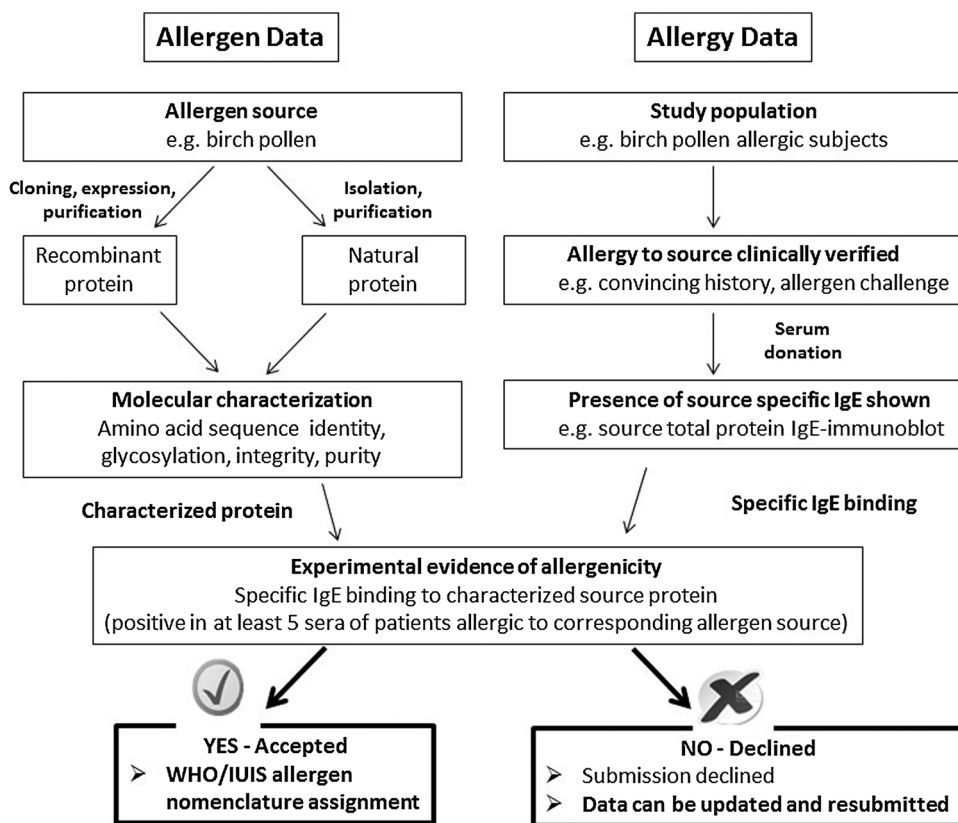 Allergen Data
Allergy Data
Allergen source
e.g. birch pollen
Study population
e.g. birch pollen allergic subjects
Cloning, expression,
purification
Isolation,
purification
Recombinant
protein
Natural
protein
Allergy to source clinically verified
e.g. convincing history, allergen challenge
Serum
donation
Molecular characterization
Amino acid sequence identity,
glycosylation, integrity, purity
Presence of source specific IgE shown
e.g. source total protein IgE-immunoblot
Characterized protein
Specific IgE binding
Experimental evidence of allergenicity
Specific IgE binding to characterized source protein
(positive in at least 5 sera of patients allergic to corresponding allergen source)
YES - Accepted
➢ WHO/IUIS allergen
nomenclature assignment
NO - Declined
➢ Submission declined
➢ Data can be updated and resubmitted